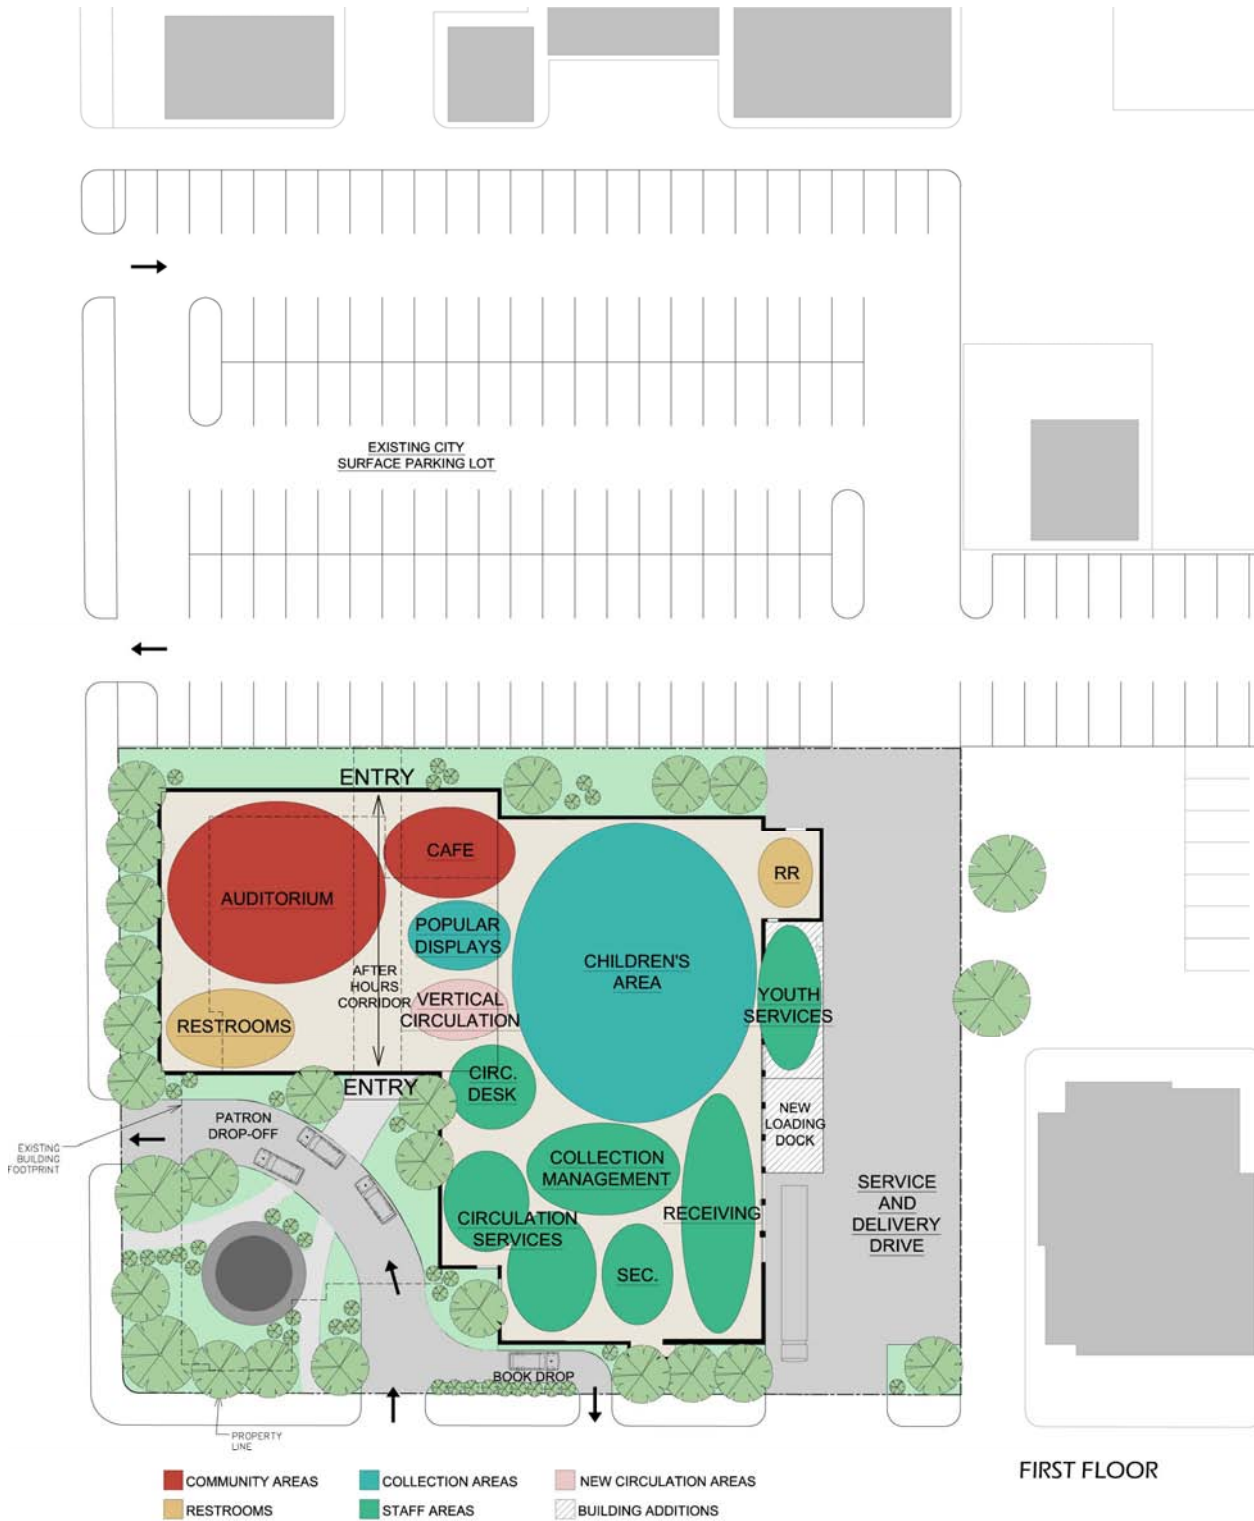 EXISTING CITY
SURFACE PARKING LOT
ENTRY
CAFE
AUDITORIUM
RR
POPULAR
DISPLAYS
CHILDREN'S
AREA
AFTER
HOURS
CORRIDOR
VERTICAL
CIRCULATION
YOUTH
SERVICES
RESTROOMS
CIRC.
DESK
ENTRY
PATRON
DROP-OFF
NEW
LOADING
DOCK
EXISTING
BUILDING
FOOTPRINT
COLLECTION
MANAGEMENT
SERVICE
AND
DELIVERY
DRIVE
CIRCULATION
SERVICES
RECEIVING
SEC.
BOOK DROP
PROPERTY
LINE
FIRST FLOOR
COMMUNITY AREAS
COLLECTION AREAS
NEW CIRCULATION AREAS
RESTROOMS
STAFF AREAS
BUILDING ADDITIONS